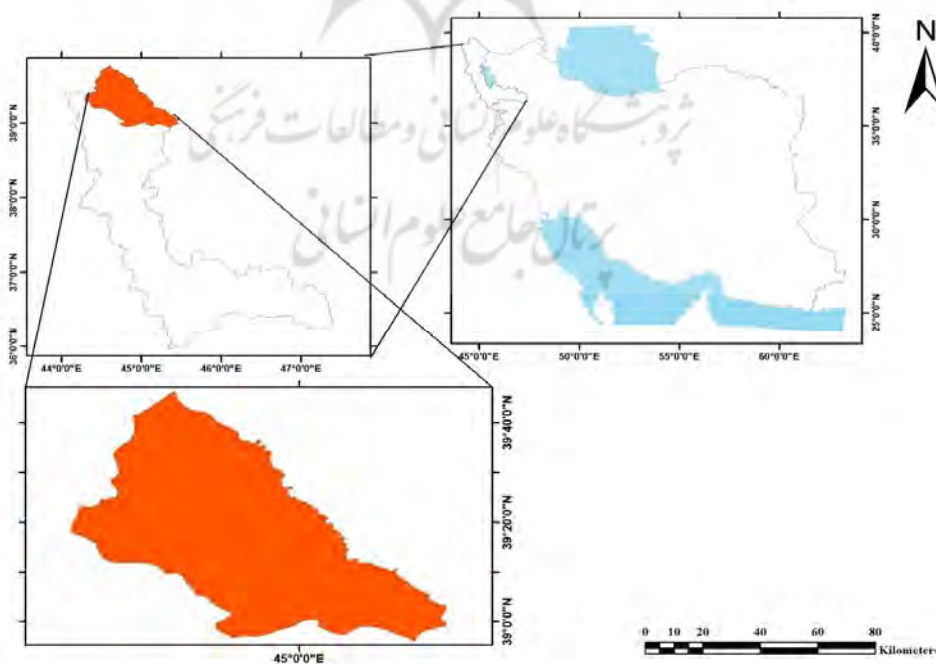 N
پژوهشگاه علوم انسانی و مطالعات فرهنگی
پرتال جامع علوم انسانی
39°0'0"N
38°0'0"N
37°0'0"N
36°0'0"N
44°0'0"E 45°0'0"E 46°0'0"E 47°0'0"E
40°0'0"N
35°0'0"N
30°0'0"N
25°0'0"N
45°0'0"E 50°0'0"E 55°0'0"E 60°0'0"E
39°40'0"N
39°20'0"N
39°0'0"N
45°0'0"E
0 10 20 40 60 80
Kilometers